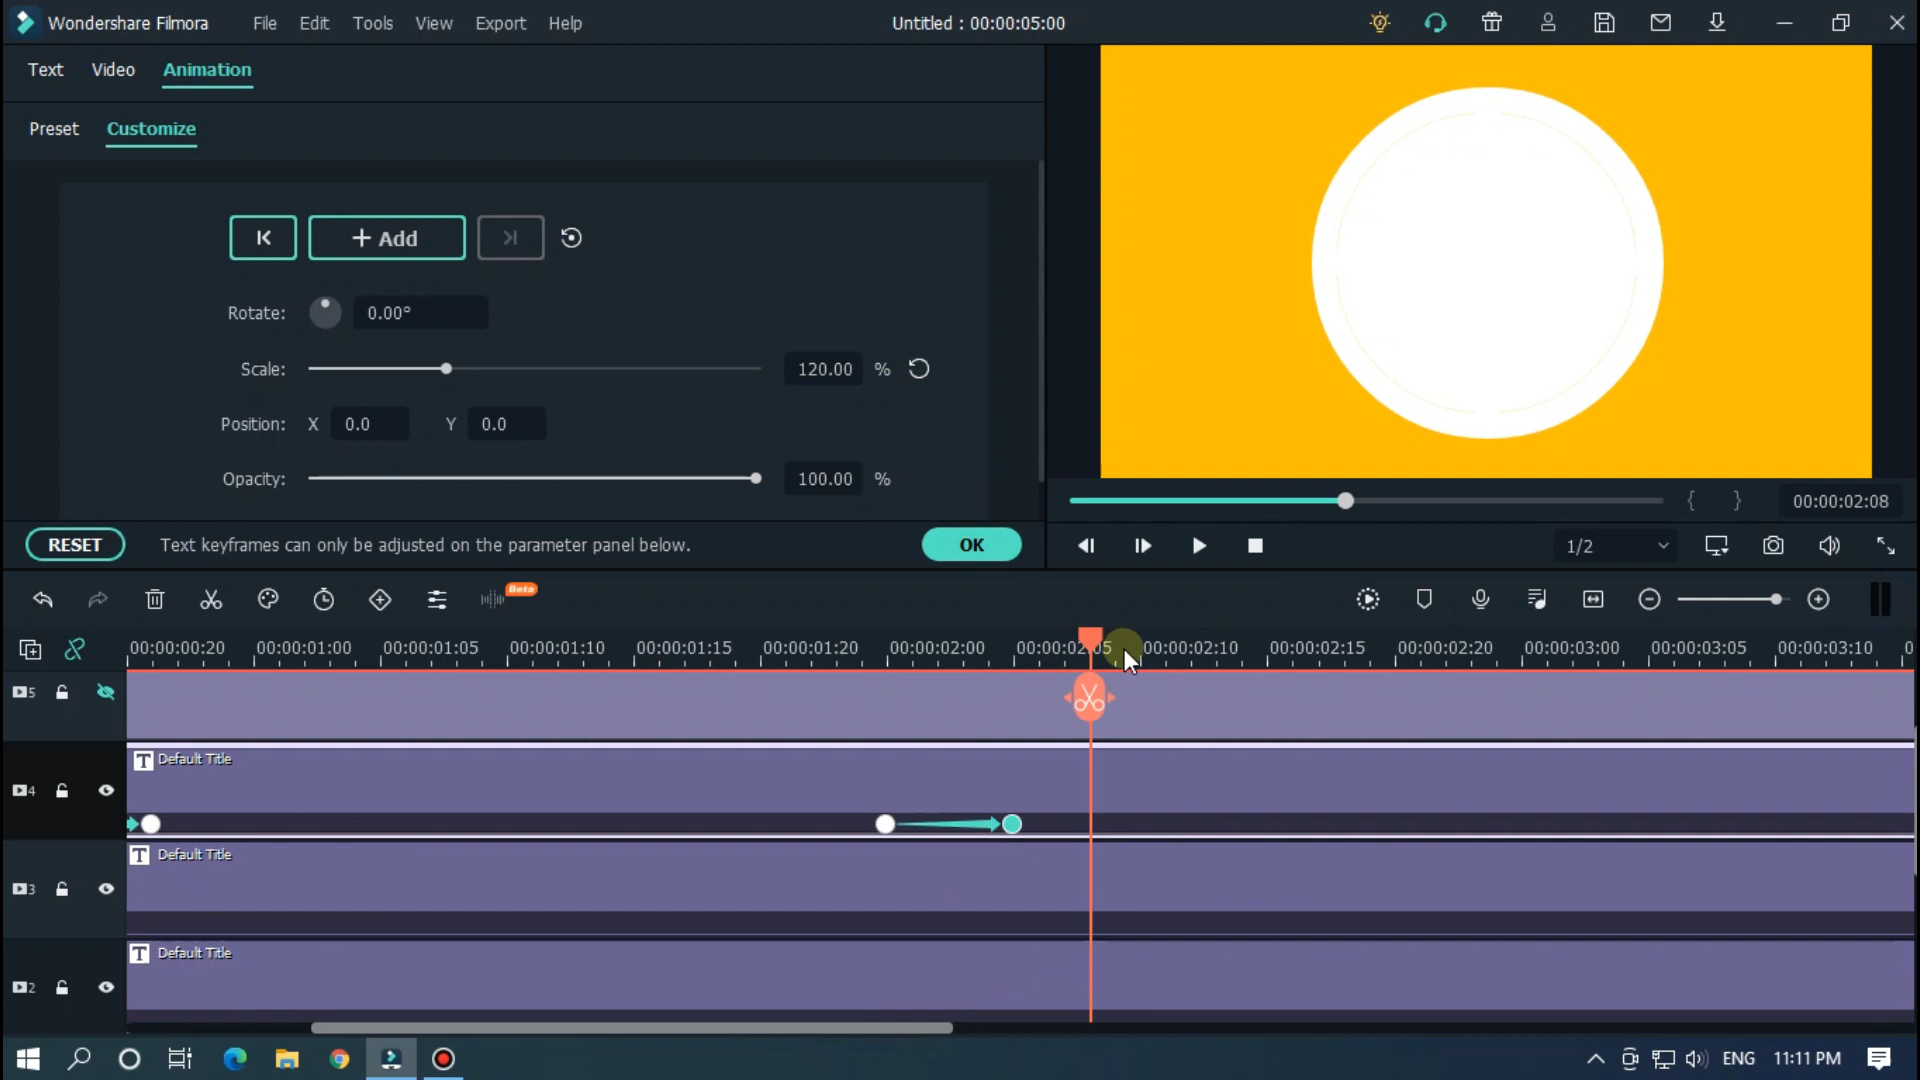 Wondershare Filmora File Edit Tools View Export Help Untitled : 00:00:05:00
Text Video Animation
Preset Customize
+ Add
Rotate: 0.00°
Scale: 120.00 %
Position: X 0.0 Y 0.0
Opacity: 100.00 %
{ } 00:00:02:08
RESET Text keyframes can only be adjusted on the parameter panel below. OK
1/2
Beta
00:00:00:20 00:00:01:00 00:00:01:05 00:00:01:10 00:00:01:15 00:00:01:20 00:00:02:00 00:00:02:05 00:00:02:10 00:00:02:15 00:00:02:20 00:00:03:00 00:00:03:05 00:00:03:10 0
5
T Default Title
4
T Default Title
3
T Default Title
2
ENG 11:11 PM